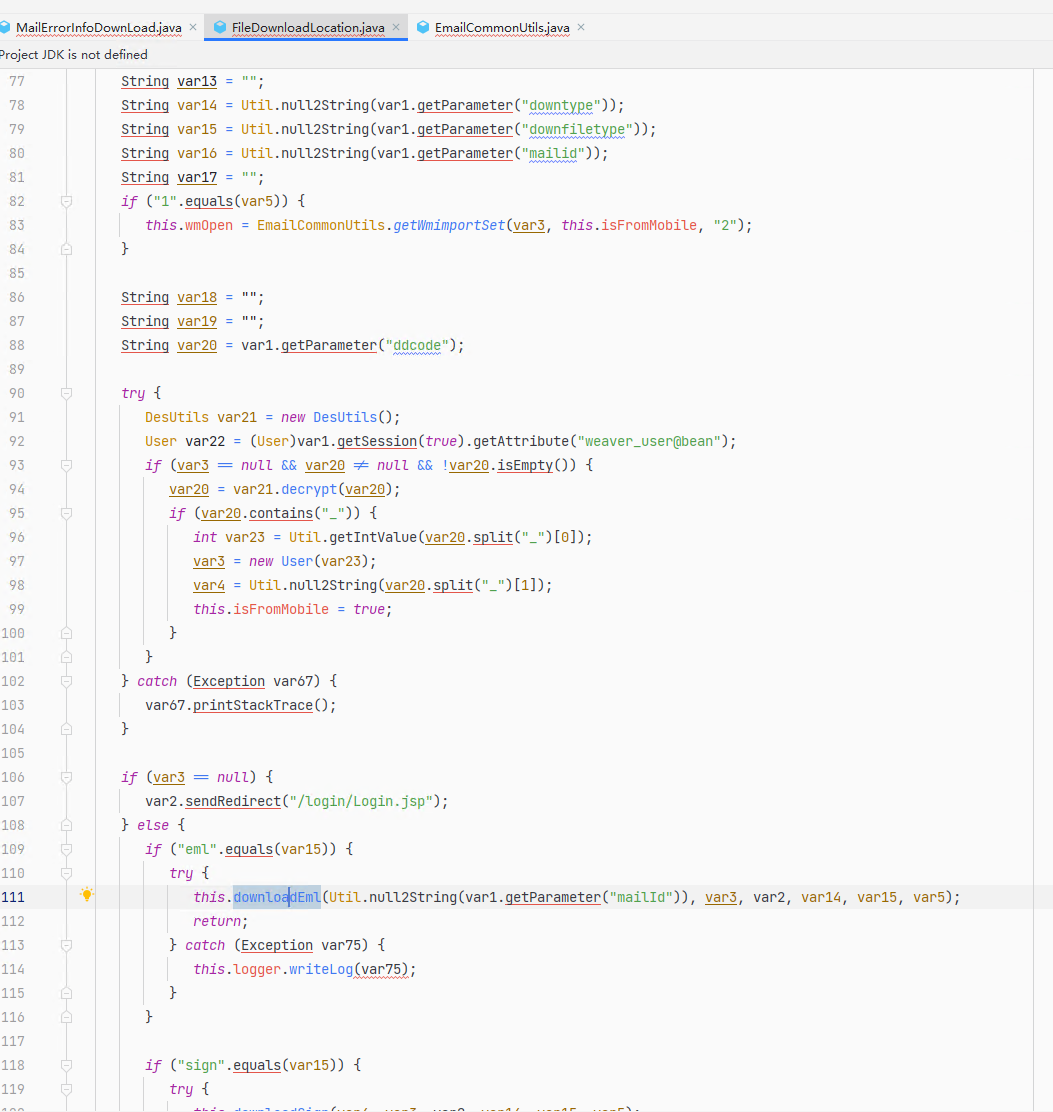 MailErrorInfoDownLoad.java × FileDownloadLocation.java × EmailCommonUtils.java ×
Project JDK is not defined
77 String var13 = "";
78 String var14 = Util.null2String(var1.getParameter("downtype"));
79 String var15 = Util.null2String(var1.getParameter("downfiletype"));
80 String var16 = Util.null2String(var1.getParameter("mailid"));
81 String var17 = "";
82 if ("1".equals(var5)) {
83 this.wmOpen = EmailCommonUtils.getWmimportSet(var3, this.isFromMobile, "2");
84 }
85
86 String var18 = "";
87 String var19 = "";
88 String var20 = var1.getParameter("ddcode");
89
90 try {
91 DesUtils var21 = new DesUtils();
92 User var22 = (User)var1.getSession(true).getAttribute("weaver_user@bean");
93 if (var3 == null && var20 != null && !var20.isEmpty()) {
94 var20 = var21.decrypt(var20);
95 if (var20.contains("_")) {
96 int var23 = Util.getIntValue(var20.split("_")[0]);
97 var3 = new User(var23);
98 var4 = Util.null2String(var20.split("_")[1]);
99 this.isFromMobile = true;
100 }
101 }
102 } catch (Exception var67) {
103 var67.printStackTrace();
104 }
105
106 if (var3 == null) {
107 var2.sendRedirect("/login/Login.jsp");
108 } else {
109 if ("eml".equals(var15)) {
110 try {
111 this.downloadEml(Util.null2String(var1.getParameter("mailId")), var3, var2, var14, var15, var5);
112 return;
113 } catch (Exception var75) {
114 this.logger.writeLog(var75);
115 }
116 }
117
118 if ("sign".equals(var15)) {
119 try {